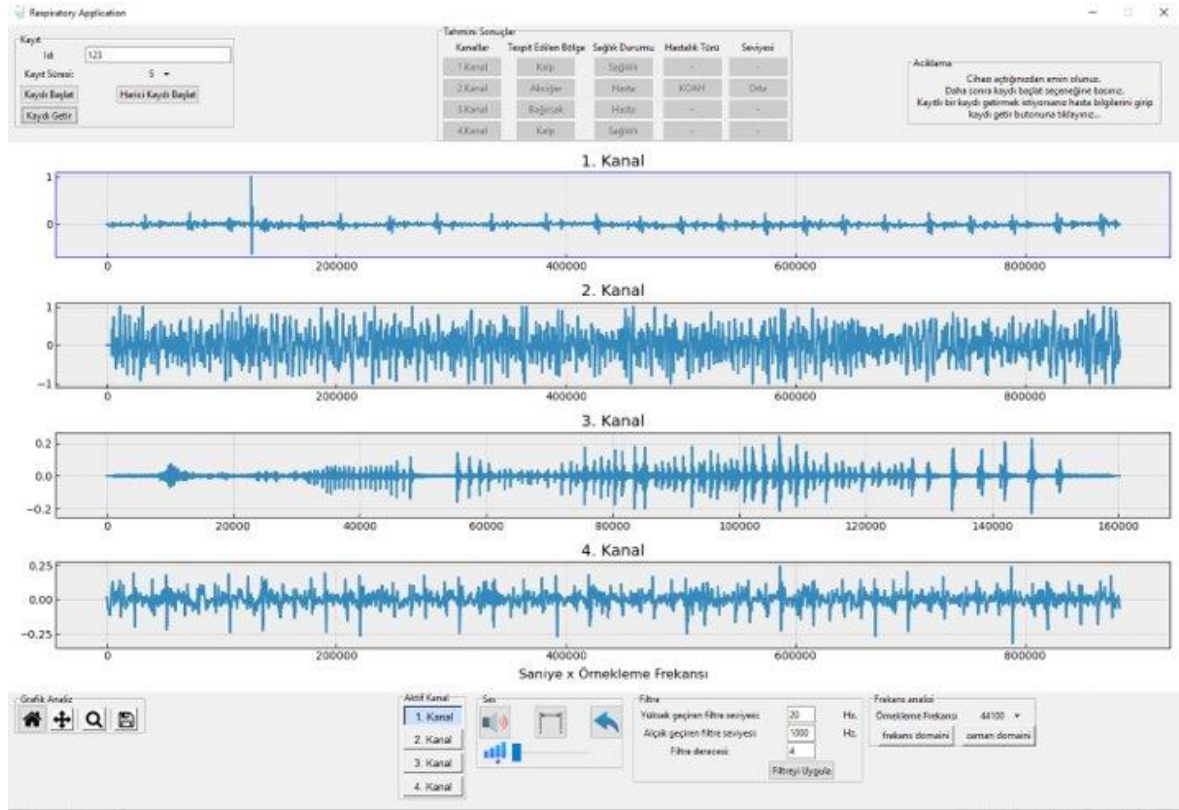 Respiratory Application
Kayıt
Id: 123
Kayıt Süresi: 5
Kaydı Başlat Harici Kaydı Başlat
Kaydı Getir
Tahmini Sonuçlar
Kanallar Tespit Edilen Bölge Sağlık Durumu Hastalık Türü Seviyesi
1.Kanal Kalp Sağlıklı - -
2.Kanal Akciğer Hasta KOAH Orta
3.Kanal Bağırsak Hasta - -
4.Kanal Kalp Sağlıklı - -
Aciklama
Cihazı açtığınızdan emin olunuz.
Daha sonra kaydı başlat seçeneğine basınız.
Kayıtlı bir kaydı getirmek istiyorsanız hasta bilgilerini girip
kaydı getir butonuna tıklayınız...
1. Kanal
1
0
0 200000 400000 600000 800000
2. Kanal
1
0
−1
0 200000 400000 600000 800000
3. Kanal
0.2
0.0
−0.2
0 20000 40000 60000 80000 100000 120000 140000 160000
4. Kanal
0.25
0.00
−0.25
0 200000 400000 600000 800000
Saniye x Örnekleme Frekansı
Grafik Analiz
Aktif Kanal
1. Kanal
2. Kanal
3. Kanal
4. Kanal
Ses
Filtre
Yüksek geçiren filtre seviyesi: 20 Hz.
Alçak geçiren filtre seviyesi: 1000 Hz.
Filtre derecesi: 4
Filtreyi Uygula
Frekans analizi
Örnekleme Frekansı 44100
frekans domaini zaman domaini